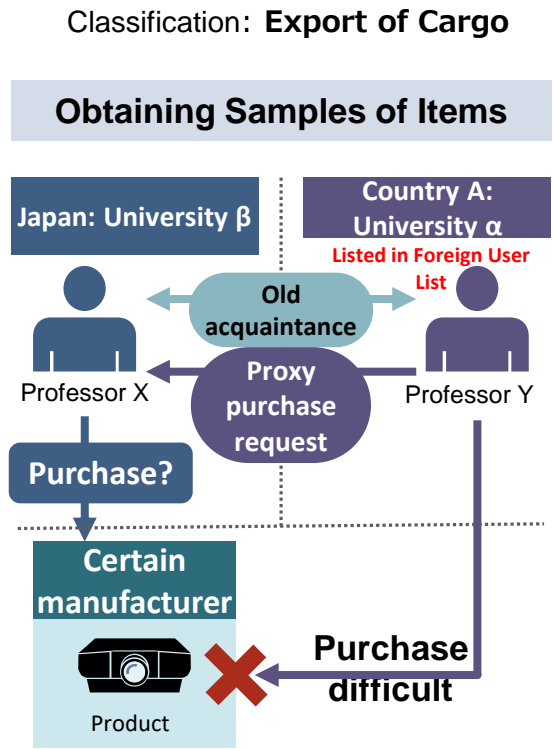 Classification: Export of Cargo
Obtaining Samples of Items
Japan: University β
Country A:
University α
Listed in Foreign User
List
Old
acquaintance
Proxy
purchase
request
Professor X
Professor Y
Purchase?
Certain
manufacturer
Purchase
difficult
Product